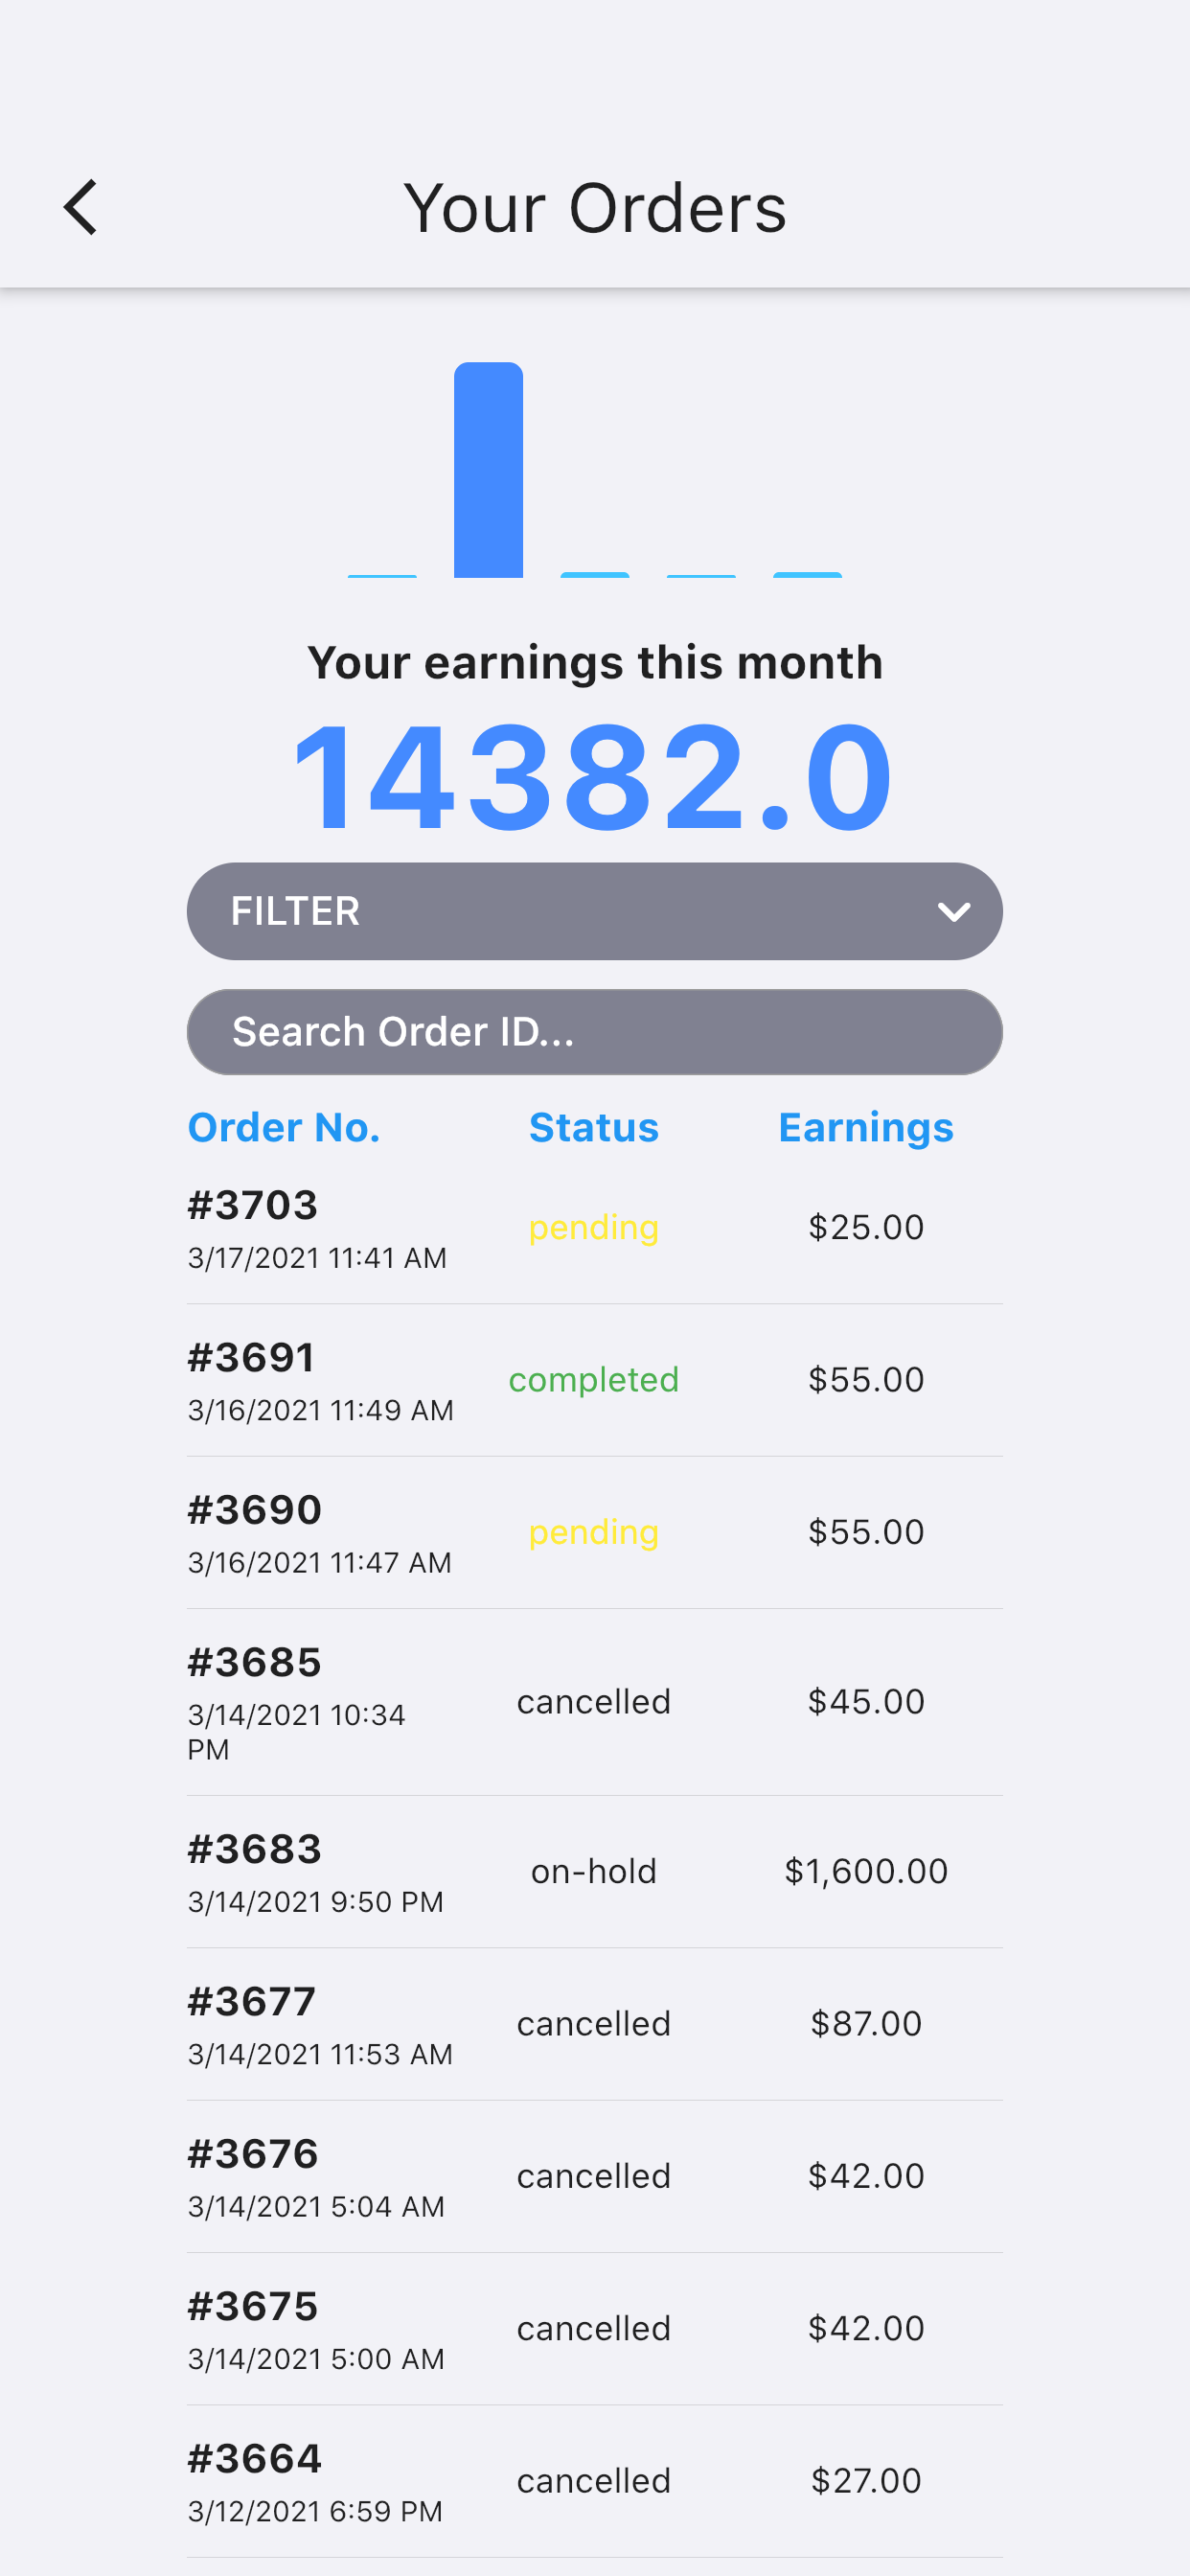 Your Orders
Your earnings this month
14382.0
FILTER
Search Order ID...
Order No. Status Earnings
#3703
3/17/2021 11:41 AM
pending
$25.00
#3691
3/16/2021 11:49 AM
completed
$55.00
#3690
3/16/2021 11:47 AM
pending
$55.00
#3685
3/14/2021 10:34
PM
cancelled
$45.00
#3683
3/14/2021 9:50 PM
on-hold
$1,600.00
#3677
3/14/2021 11:53 AM
cancelled
$87.00
#3676
3/14/2021 5:04 AM
cancelled
$42.00
#3675
3/14/2021 5:00 AM
cancelled
$42.00
#3664
3/12/2021 6:59 PM
cancelled
$27.00